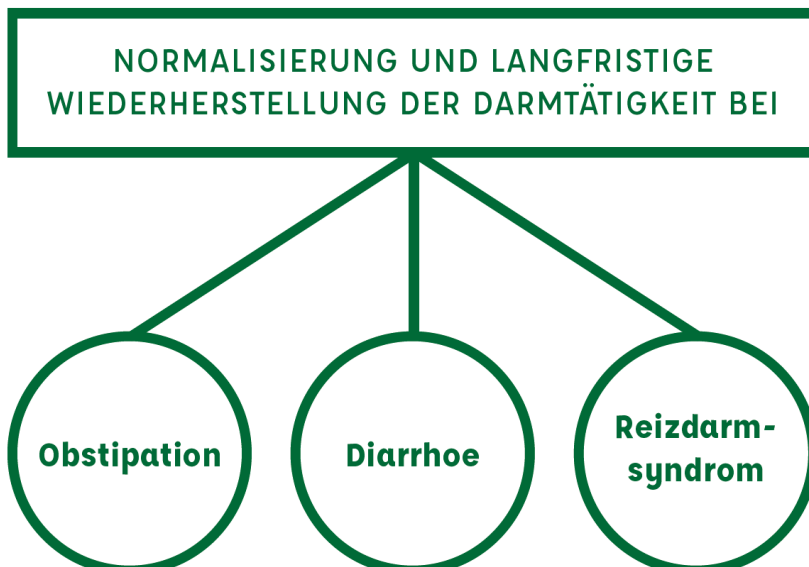 NORMALISIERUNG UND LANGFRISTIGE
WIEDERHERSTELLUNG DER DARMTÄTIGKEIT BEI
Obstipation
Diarrhoe
Reizdarm-
syndrom